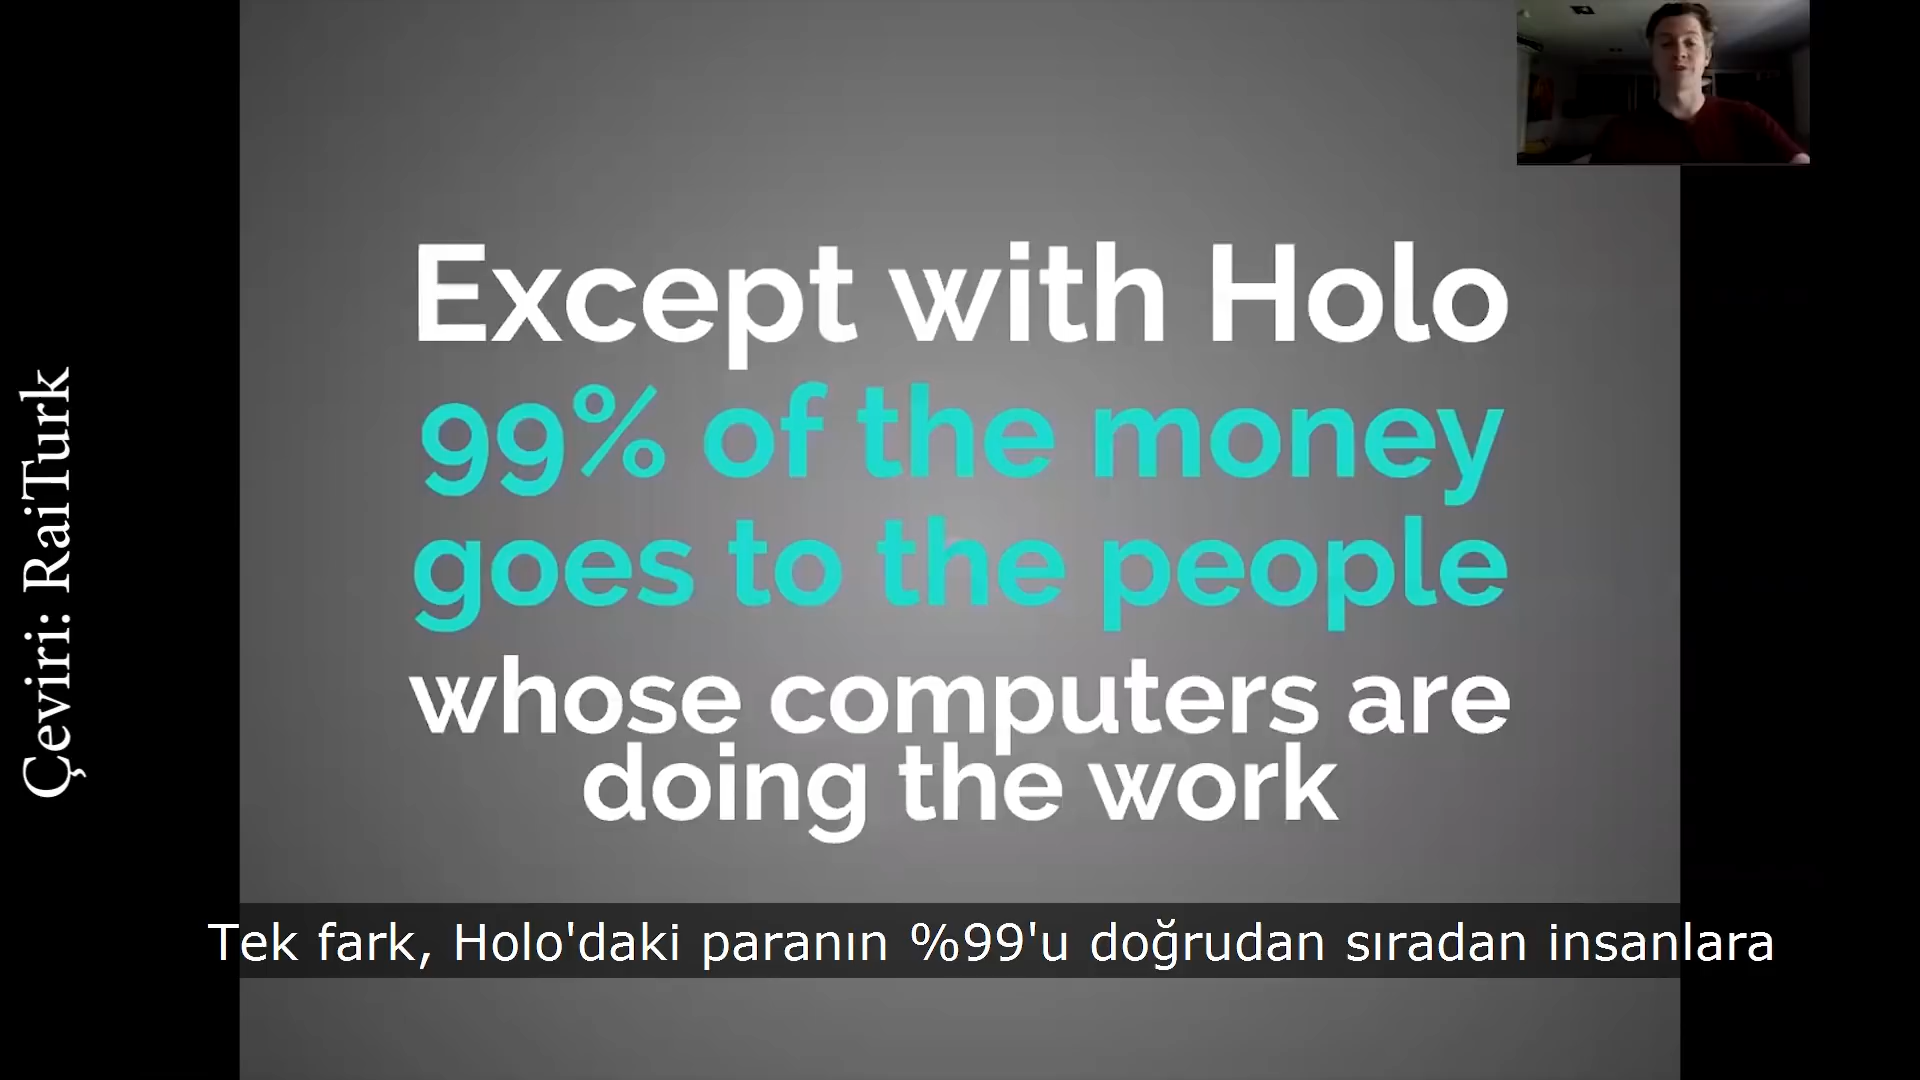 Except with Holo
99% of the money
goes to the people
whose computers are
doing the work
Çeviri: RaiTurk
Tek fark, Holo'daki paranın %99'u doğrudan sıradan insanlara